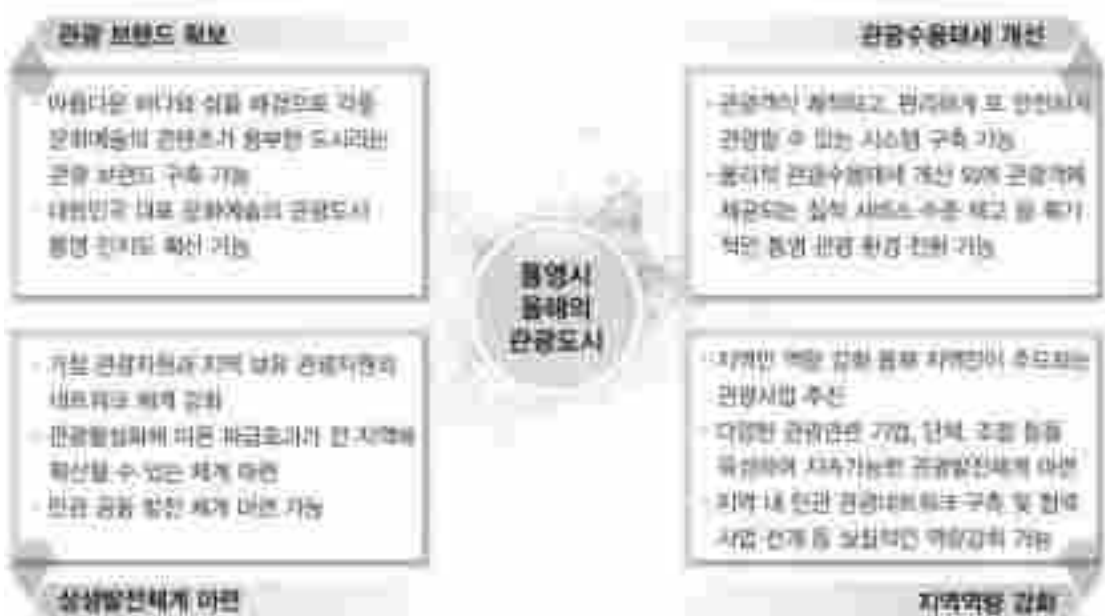 관광 브랜드 확보
아름다운 바다와 섬을 배경으로 각종
문화예술의 콘텐츠가 풍부한 도시라는
관광 브랜드 구축 가능
대한민국 대표 문화예술의 관광도시
통영 인지도 확산 가능
관광수용태세 개선
관광객이 쾌적하고, 편리하게 또 안전하게
관광할 수 있는 시스템 구축 가능
물리적 관광수용태세 개선 외에 관광객에
제공되는 질적 서비스 수준 제고 등 획기
적인 통영 관광 환경 전환 가능
통영시
올해의
관광도시
기존 관광자원과 지역 보유 관광자원의
네트워크 체계 강화
관광활성화에 따른 파급효과가 전 지역에
확산될 수 있는 체계 마련
민관 공동 발전 체계 마련 가능
상생발전체계 마련
지역민 역량 강화 통해 지역민이 주도하는
관광사업 추진
다양한 관광관련 기업, 단체, 조합 등을
육성하여 지속가능한 관광발전체계 마련
지역 내 민관 관광네트워크 구축 및 협력
사업 전개 등 실질적인 역량강화 가능
지역역량 강화